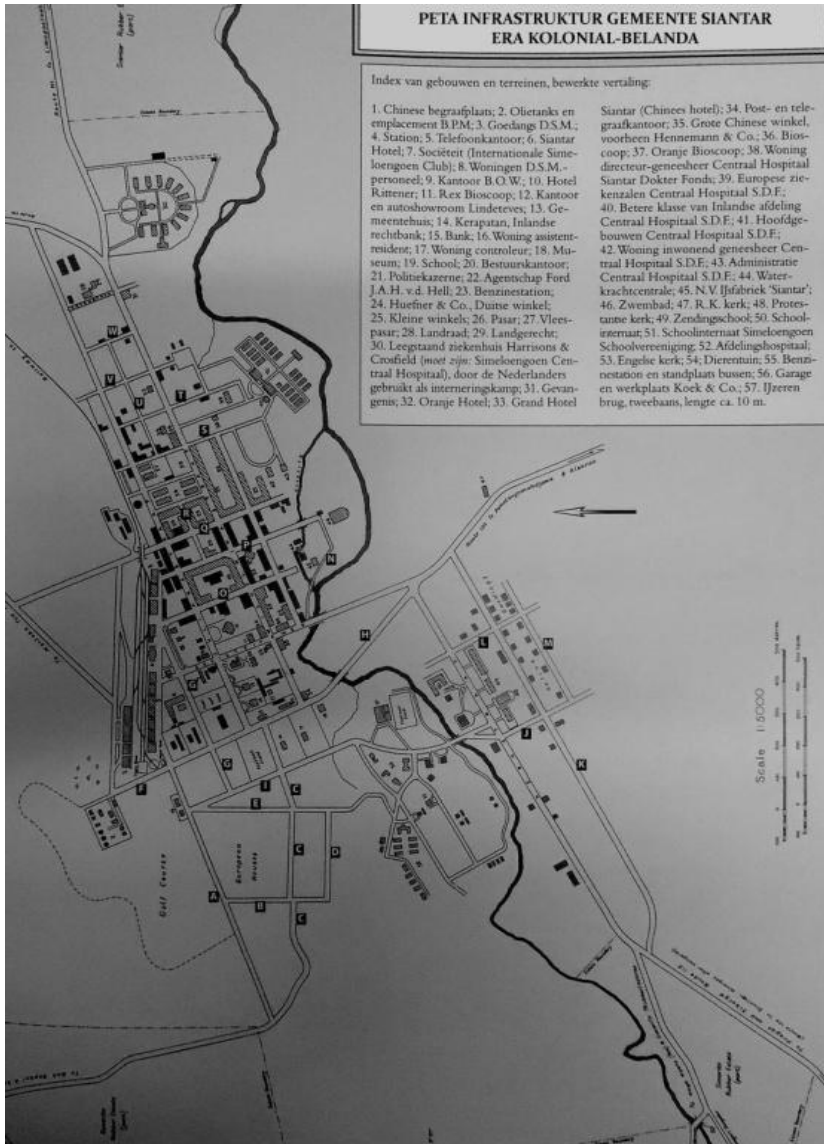 PETA INFRASTRUKTUR GEMEENTE SIANTAR
ERA KOLONIAL-BELANDA
Index van gebouwen en terreinen, bewerkte vertaling:
1. Chinese begraafplaats; 2. Olietanks en
emplacement B.P.M; 3. Goedangs D.S.M.;
4. Station; 5. Telefoonkantoor; 6. Siantar
Hotel; 7. Sociëteit (Internationale Sime-
loengoen Club); 8. Woningen D.S.M.-
personeel; 9. Kantoor B.O.W.; 10. Hotel
Rittener; 11. Rex Bioscoop; 12. Kantoor
en autoshowroom Lindeteves; 13. Ge-
meentehuis; 14. Kerapatan, Inlandse
rechtbank; 15. Bank; 16. Woning assistent-
resident; 17. Woning controleur; 18. Mu-
seum; 19. School; 20. Bestuurskantoor;
21. Politiekazerne; 22. Agentschap Ford
J.A.H. v.d. Hell; 23. Benzinestation;
24. Huefner & Co., Duitse winkel;
25. Kleine winkels; 26. Pasar; 27. Vlees-
pasar; 28. Landraad; 29. Landgerecht;
30. Leegstaand ziekenhuis Harrisons &
Crosfield (moet zijn: Simeloengoen Cen-
traal Hospitaal), door de Nederlanders
gebruikt als interneringskamp; 31. Gevan-
genis; 32. Oranje Hotel; 33. Grand Hotel
Siantar (Chinees hotel); 34. Post- en tele-
graafkantoor; 35. Grote Chinese winkel,
voorheen Hennemann & Co.; 36. Bios-
coop; 37. Oranje Bioscoop; 38. Woning
directeur-geneesheer Centraal Hospitaal
Siantar Dokter Fonds; 39. Europese zie-
kenzalen Centraal Hospitaal S.D.F.;
40. Betere klasse van Inlandse afdeling
Centraal Hospitaal S.D.F.; 41. Hoofdge-
bouwen Centraal Hospitaal S.D.F.;
42. Woning inwonend geneesheer Cen-
traal Hospitaal S.D.F; 43. Administratie
Centraal Hospitaal S.D.F.; 44. Water-
krachtcentrale; 45. N.V. IJsfabriek 'Siantar';
46. Zwembad; 47. R.K. kerk; 48. Protes-
tantse kerk; 49. Zendingsschool; 50. School-
internaat; 51. Schoolinternaat Simeloengoen
Schoolvereeniging; 52. Afdelingshospitaal;
53. Engelse kerk; 54; Dierentuin; 55. Benzi-
nestation en standplaats bussen; 56. Garage
en werkplaats Koek & Co.; 57. IJzeren
brug, tweebaans, lengte ca. 10 m.
W
V
U
T
S
R
Q
P
N
O
H
L
M
G
J
K
F
G
I
C
E
C
D
A
B
C
Golf Course
European
Houses
Scale 1:15000